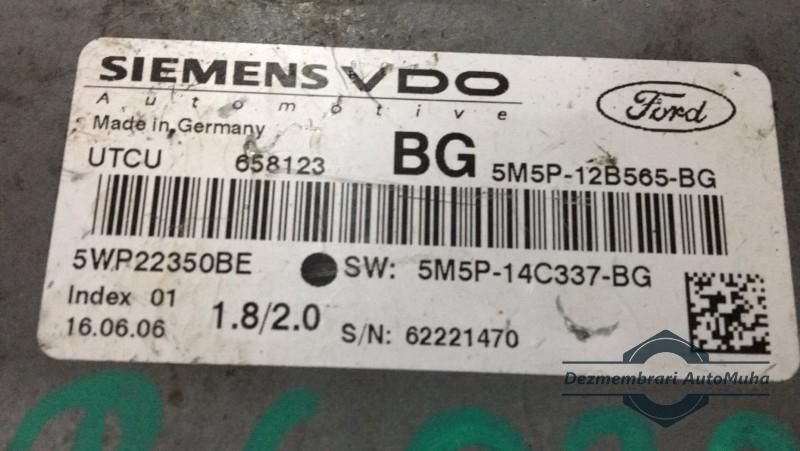 SIEMENS VDO
Automotive
Ford
Made in Germany
UTCU 658123 BG 5M5P-12B565-BG
5WP22350BE SW: 5M5P-14C337-BG
Index 01
16.06.06 1.8/2.0 S/N: 62221470
Dezmembrari AutoMuha